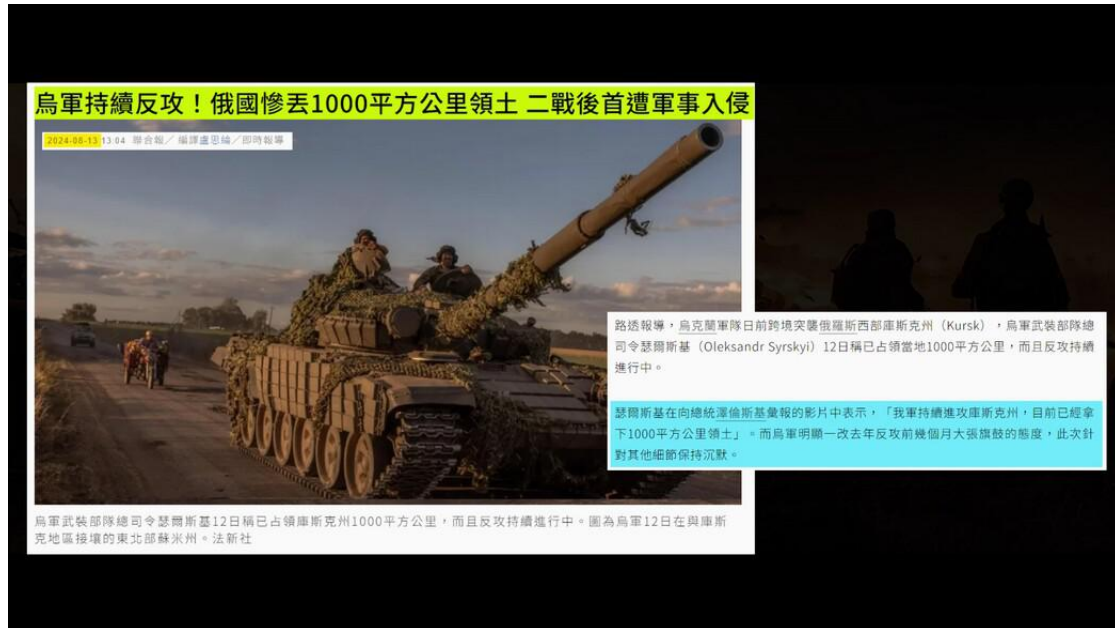 烏軍持續反攻！俄國慘丟1000平方公里領土 二戰後首遭軍事入侵
2024-08-13 13:04 聯合報／ 編譯盧思綸／即時報導
路透報導，烏克蘭軍隊日前跨境突襲俄羅斯西部庫斯克州（Kursk），烏軍武裝部隊總
司令瑟爾斯基（Oleksandr Syrskyi）12日稱已占領當地1000平方公里，而且反攻持續
進行中。
瑟爾斯基在向總統澤倫斯基彙報的影片中表示，「我軍持續進攻庫斯克州，目前已經拿
下1000平方公里領土」。而烏軍明顯一改去年反攻前幾個月大張旗鼓的態度，此次針
對其他細節保持沉默。
烏軍武裝部隊總司令瑟爾斯基12日稱已占領庫斯克州1000平方公里，而且反攻持續進行中。圖為烏軍12日在與庫斯
克地區接壤的東北部蘇米州。法新社